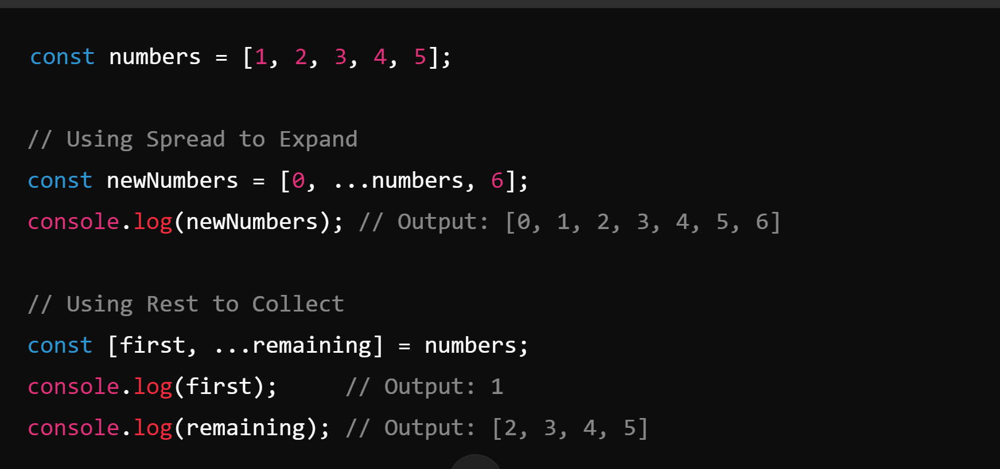 const numbers = [1, 2, 3, 4, 5];
// Using Spread to Expand
const newNumbers = [0, ...numbers, 6];
console.log(newNumbers); // Output: [0, 1, 2, 3, 4, 5, 6]
// Using Rest to Collect
const [first, ...remaining] = numbers;
console.log(first);     // Output: 1
console.log(remaining); // Output: [2, 3, 4, 5]